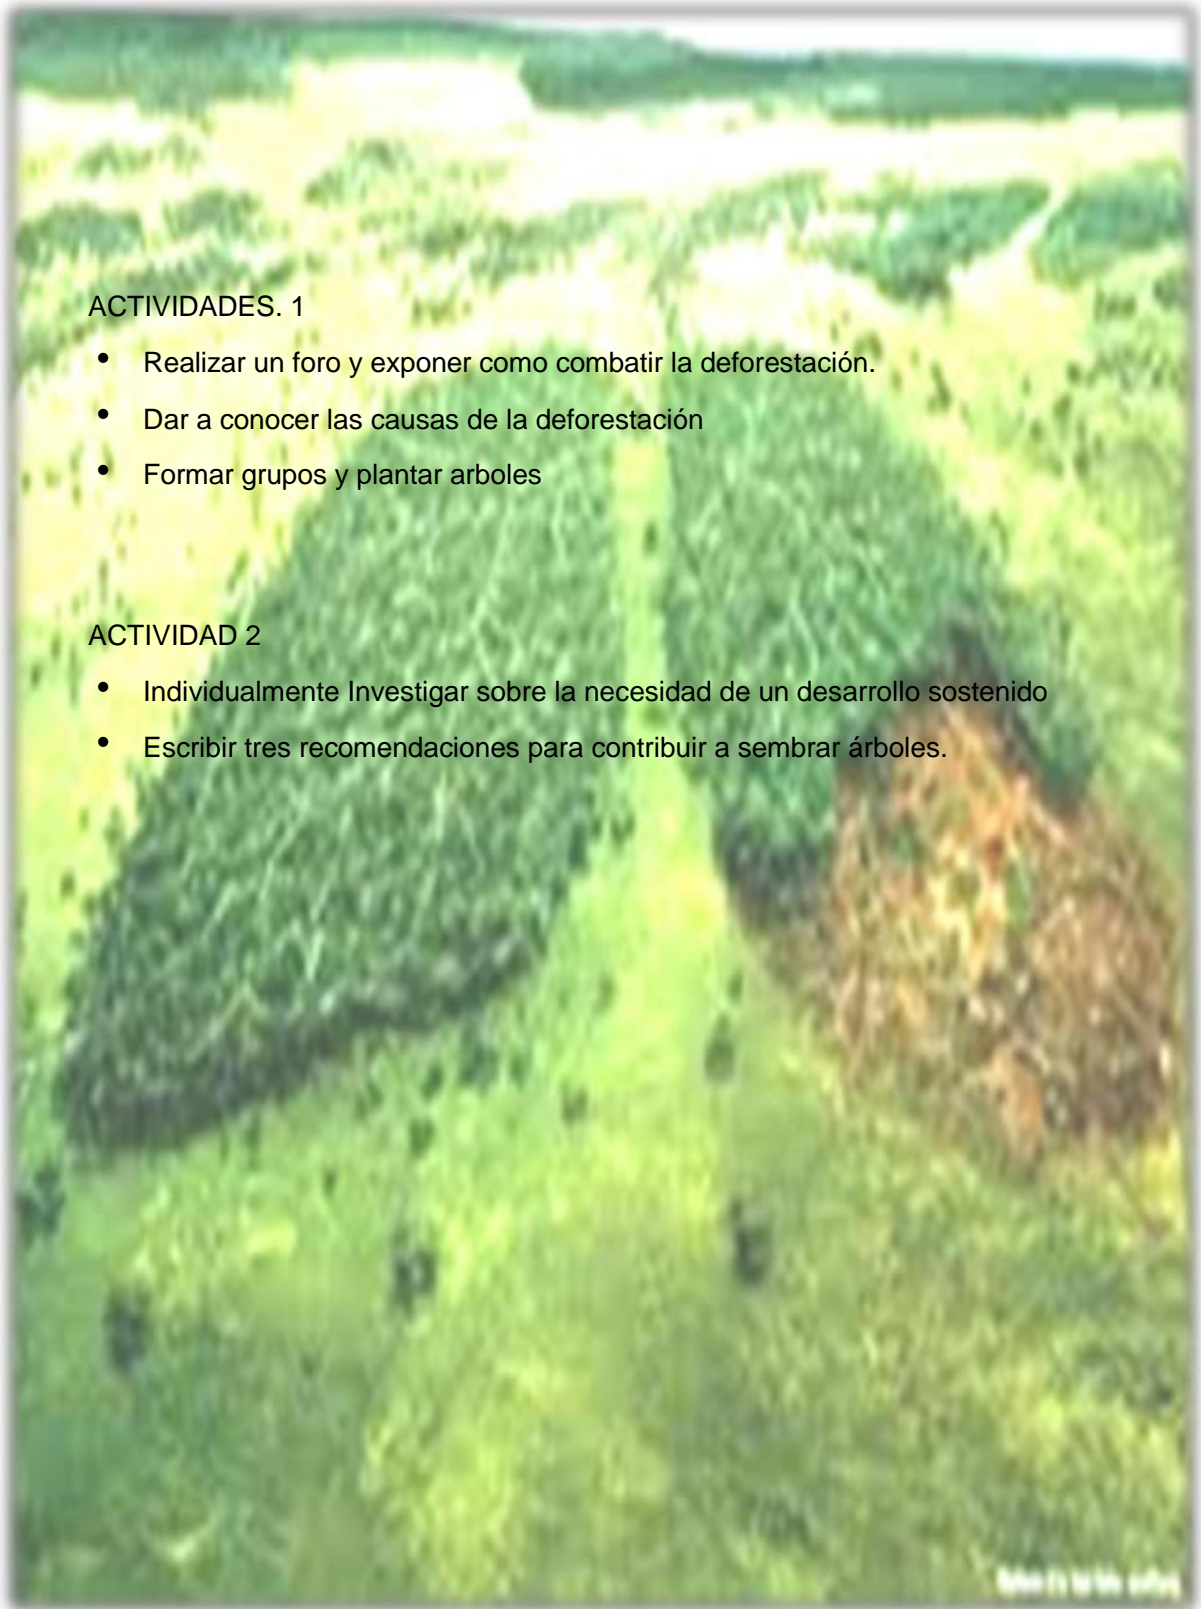 ACTIVIDADES. 1
• Realizar un foro y exponer como combatir la deforestación.
• Dar a conocer las causas de la deforestación
• Formar grupos y plantar arboles
ACTIVIDAD 2
• Individualmente Investigar sobre la necesidad de un desarrollo sostenido
• Escribir tres recomendaciones para contribuir a sembrar árboles.